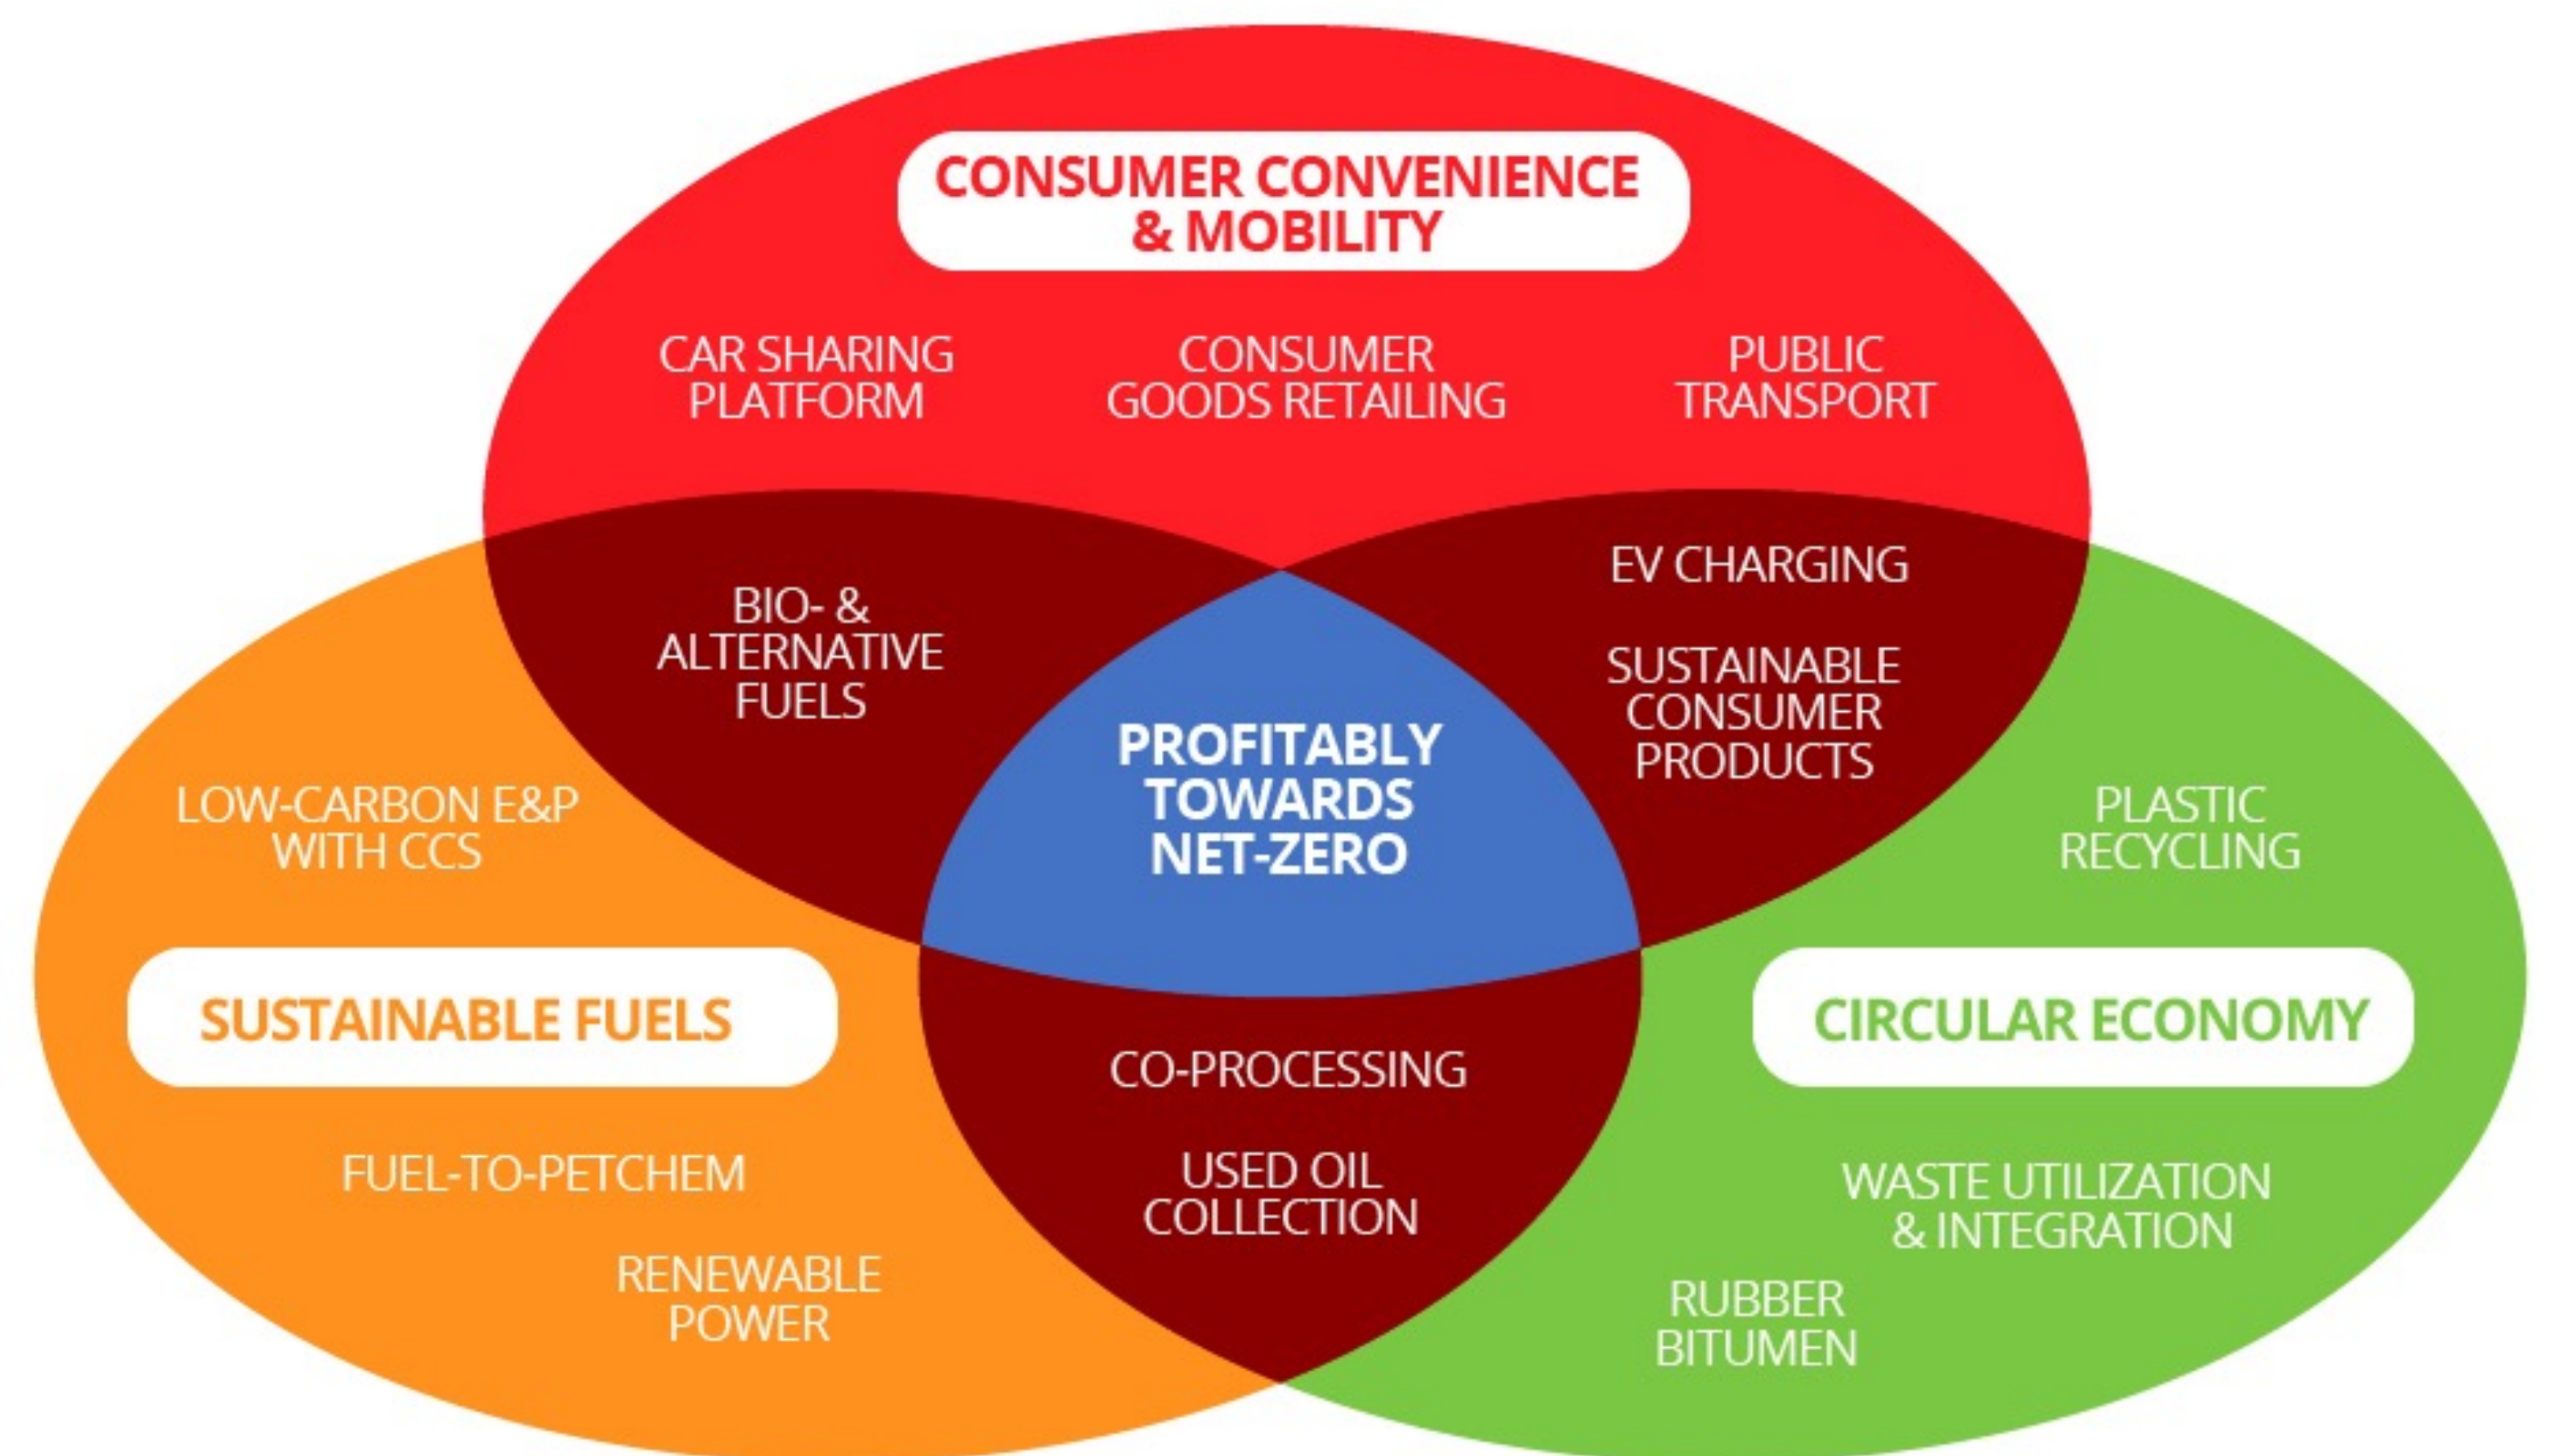 CONSUMER CONVENIENCE
& MOBILITY
CAR SHARING
PLATFORM
CONSUMER
GOODS RETAILING
PUBLIC
TRANSPORT
BIO- &
ALTERNATIVE
FUELS
EV CHARGING
SUSTAINABLE
CONSUMER
PRODUCTS
PROFITABLY
TOWARDS
NET-ZERO
LOW-CARBON E&P
WITH CCS
PLASTIC
RECYCLING
SUSTAINABLE FUELS
CIRCULAR ECONOMY
CO-PROCESSING
USED OIL
COLLECTION
FUEL-TO-PETCHEM
RENEWABLE
POWER
WASTE UTILIZATION
& INTEGRATION
RUBBER
BITUMEN